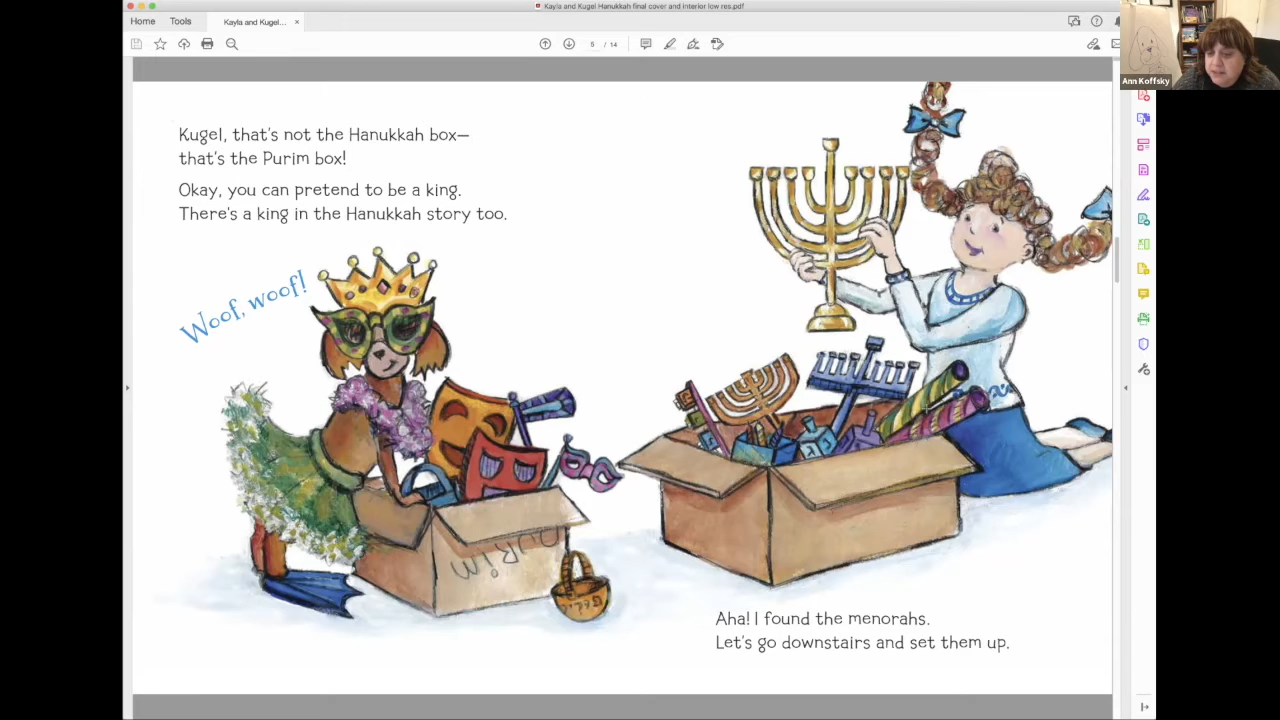 Kayla and Kugel Hanukkah final cover and interior low res.pdf
Home
Tools
Kayla and Kugel...
5 / 14
Ann Koffsky
Kugel, that's not the Hanukkah box—
that's the Purim box!
Okay, you can pretend to be a king.
There's a king in the Hanukkah story too.
Woof, woof!
PURIM
פורים
Aha! I found the menorahs.
Let's go downstairs and set them up.